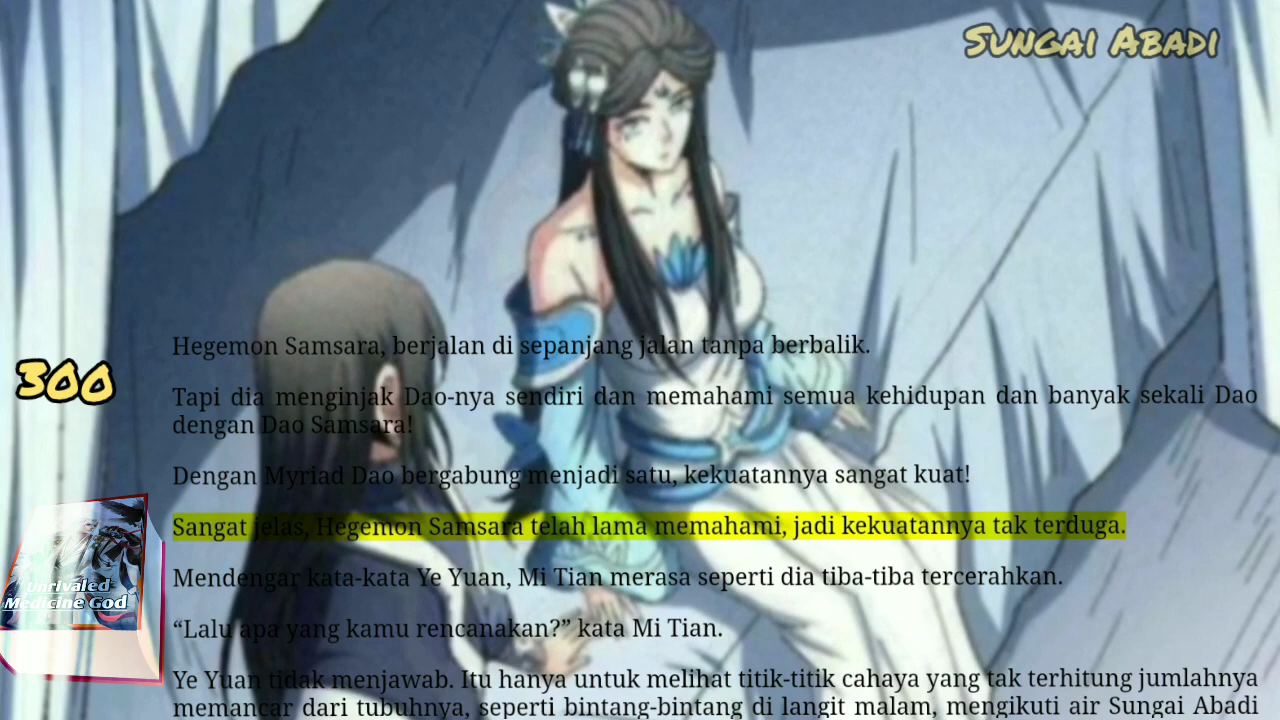 Sungai Abadi
Hegemon Samsara, berjalan di sepanjang jalan tanpa berbalik.
300
Tapi dia menginjak Dao-nya sendiri dan memahami semua kehidupan dan banyak sekali Dao
dengan Dao Samsara!
Dengan Myriad Dao bergabung menjadi satu, kekuatannya sangat kuat!
Sangat jelas, Hegemon Samsara telah lama memahami, jadi kekuatannya tak terduga.
Mendengar kata-kata Ye Yuan, Mi Tian merasa seperti dia tiba-tiba tercerahkan.
Unrivaled
Medicine God
“Lalu apa yang kamu rencanakan?” kata Mi Tian.
Ye Yuan tidak menjawab. Itu hanya untuk melihat titik-titik cahaya yang tak terhitung jumlahnya
memancar dari tubuhnya, seperti bintang-bintang di langit malam, mengikuti air Sungai Abadi